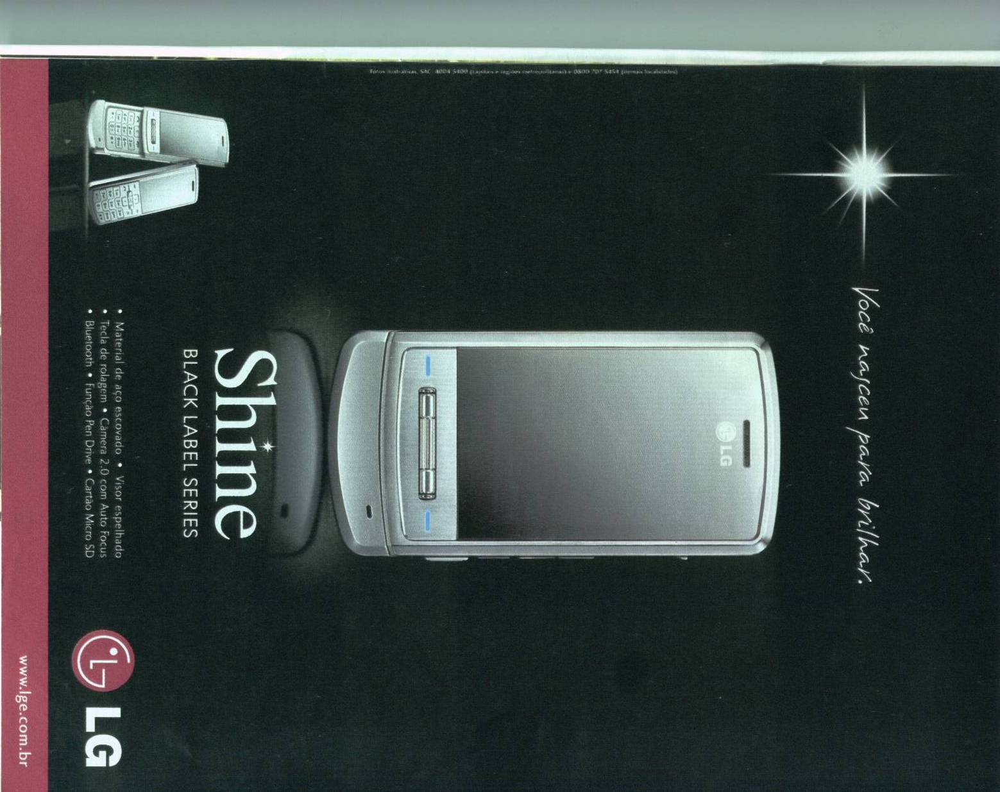 Você nasceu para brilhar.
LG
Shine
BLACK LABEL SERIES
• Material de aço escovado • Visor espelhado
• Tecla de rolagem • Câmera 2.0 com Auto Focus
• Bluetooth • Função Pen Drive • Cartão Micro SD
LG
www.lge.com.br
Fotos ilustrativas. SAC: 4004 5400 (capitais e regiões metropolitanas) e 0800 707 5454 (demais localidades)